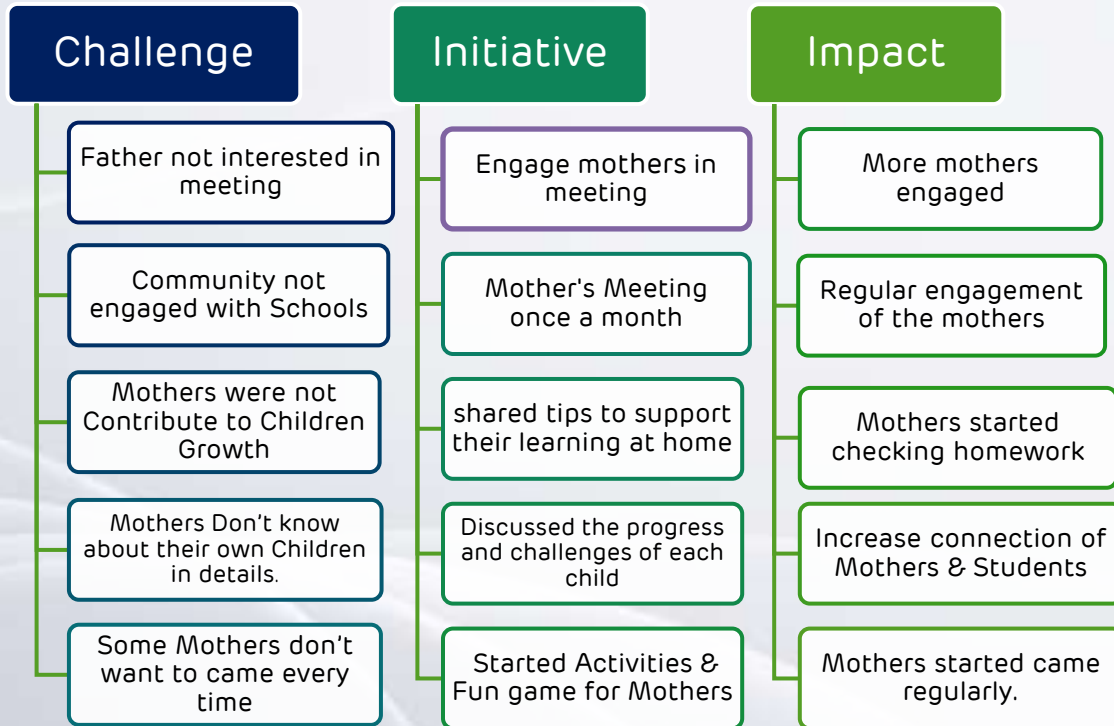 Challenge
Father not interested in
meeting
Community not
engaged with Schools
Mothers were not
Contribute to Children
Growth
Mothers Don't know
about their own Children
in details.
Some Mothers don't
want to came every
time
Initiative
Engage mothers in
meeting
Mother's Meeting
once a month
shared tips to support
their learning at home
Discussed the progress
and challenges of each
child
Started Activities &
Fun game for Mothers
Impact
More mothers
engaged
Regular engagement
of the mothers
Mothers started
checking homework
Increase connection of
Mothers & Students
Mothers started came
regularly.